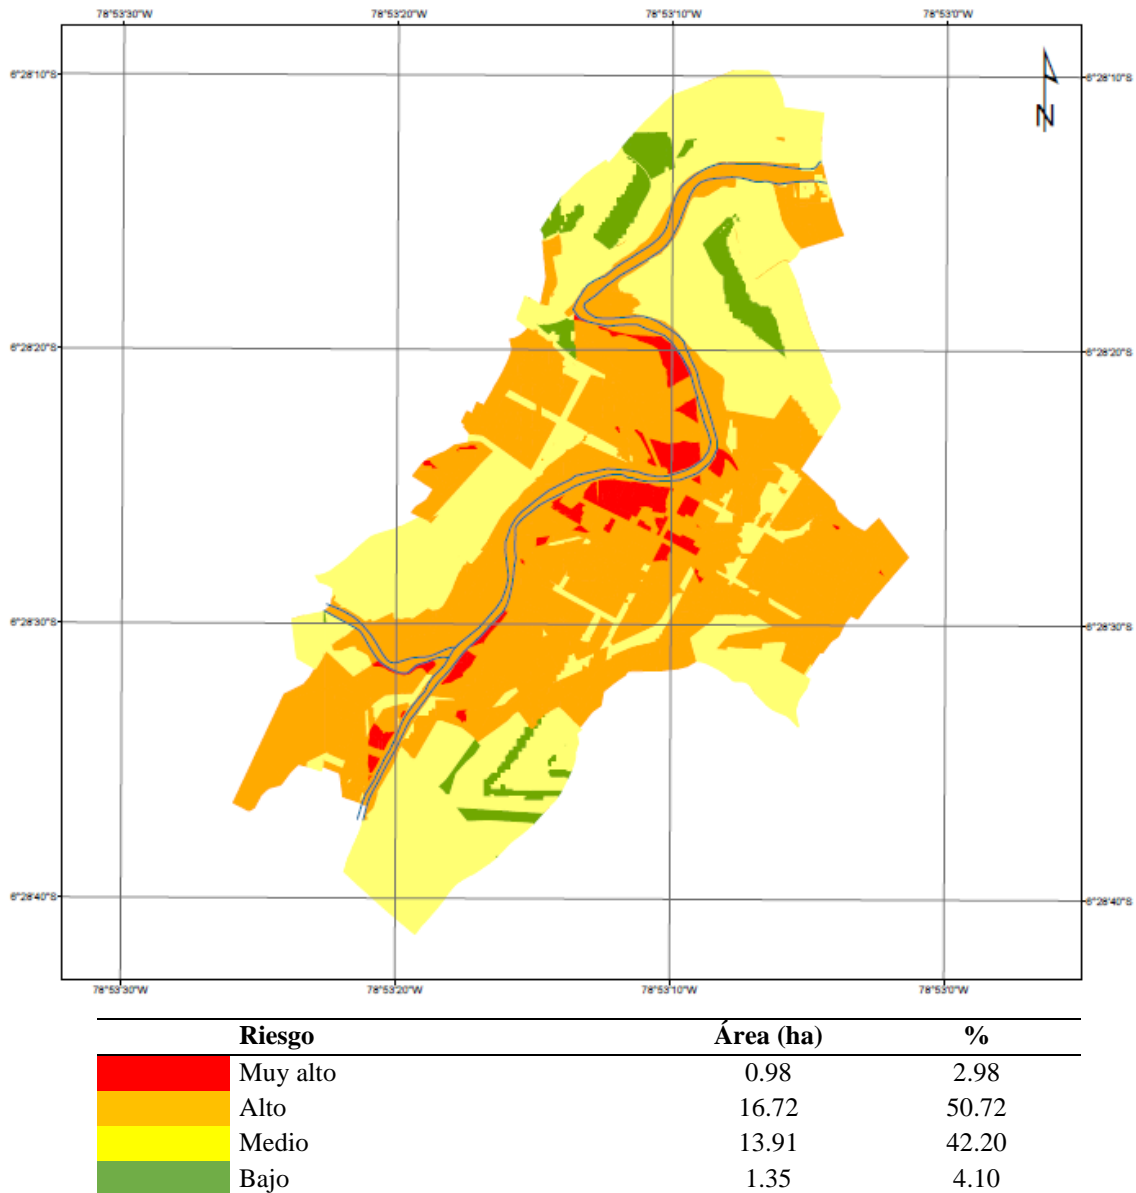 78°53'30"W 78°53'20"W 78°53'10"W 78°53'0"W
6°28'10"S 6°28'10"S
N
6°28'20"S 6°28'20"S
6°28'30"S 6°28'30"S
6°28'40"S 6°28'40"S
78°53'30"W 78°53'20"W 78°53'10"W 78°53'0"W
Riesgo Área (ha) %
Muy alto 0.98 2.98
Alto 16.72 50.72
Medio 13.91 42.20
Bajo 1.35 4.10